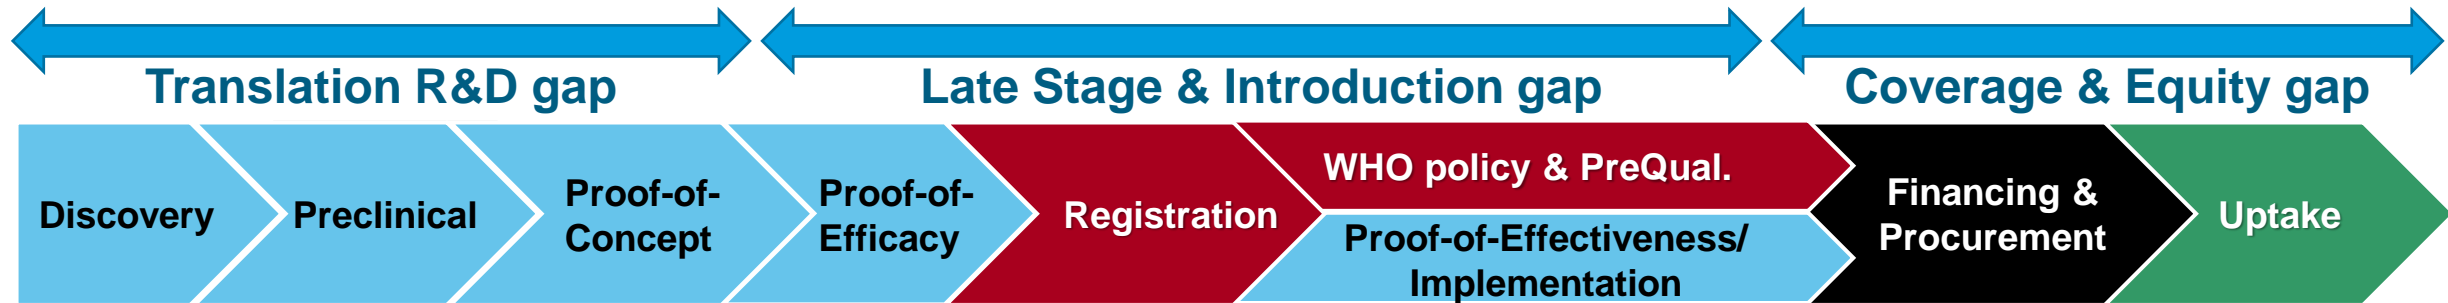 Translation R&D gap
Late Stage & Introduction gap
Coverage & Equity gap
Discovery
Preclinical
Proof-of-
Concept
Proof-of-
Efficacy
Registration
WHO policy & PreQual.
Proof-of-Effectiveness/
Implementation
Financing &
Procurement
Uptake